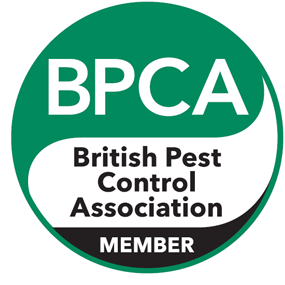 BPCA
British Pest
Control
Association
MEMBER